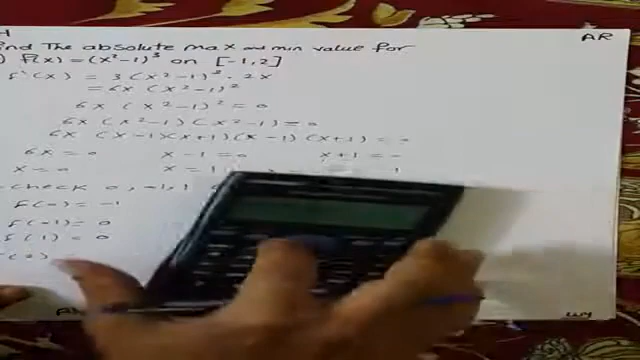 Find The absolute max and min value for
f(x) = (x²-1)³ on [-1,2]
f'(x) = 3(x²-1)²·2x
= 6x (x²-1)²
6x (x²-1)² = 0
6x (x²-1)(x²-1) = 0
6x (x-1)(x+1)(x-1)(x+1) = 0
6x = 0 x-1 = 0 x+1 =
x = 0 x = 1
check 0, -1, 1
= -1
f(-1) = 0
f(1) = 0
(2)
AR